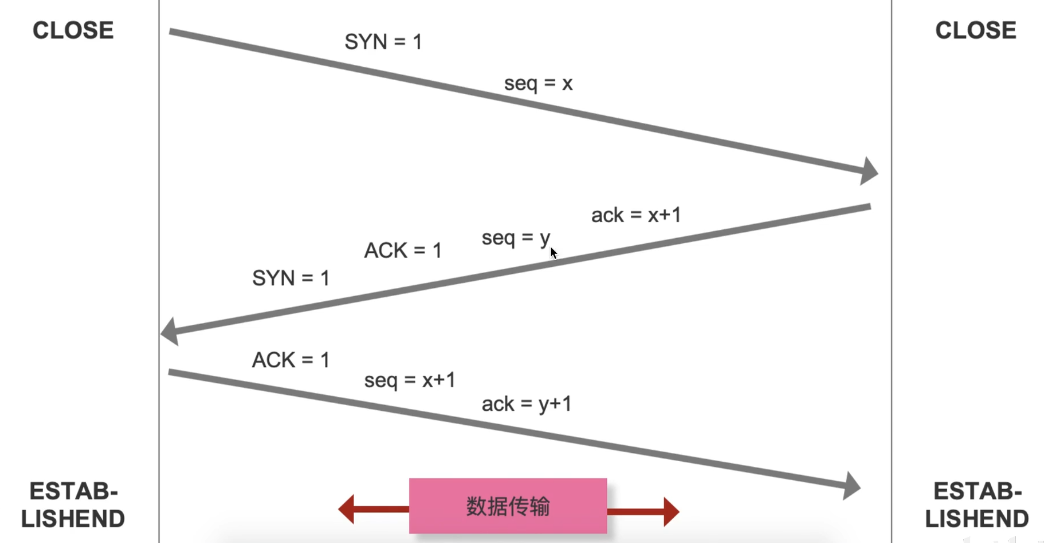 CLOSE
CLOSE
SYN = 1
seq = x
ack = x+1
seq = y
ACK = 1
SYN = 1
ACK = 1
seq = x+1
ack = y+1
ESTAB-
LISHEND
数据传输
ESTAB-
LISHEND